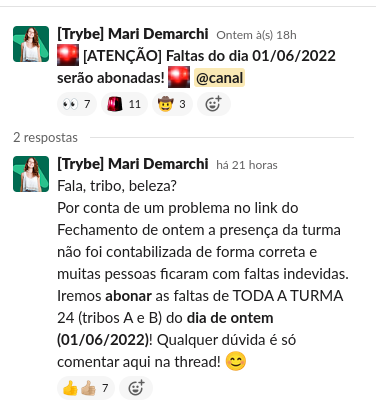 [Trybe] Mari Demarchi Ontem à(s) 18h
🚨 [ATENÇÃO] Faltas do dia 01/06/2022
serão abonadas! 🚨 @canal
👀 7 🚨 11 🤠 3
2 respostas
[Trybe] Mari Demarchi há 21 horas
Fala, tribo, beleza?
Por conta de um problema no link do
Fechamento de ontem a presença da turma
não foi contabilizada de forma correta e
muitas pessoas ficaram com faltas indevidas.
Iremos abonar as faltas de TODA A TURMA
24 (tribos A e B) do dia de ontem
(01/06/2022)! Qualquer dúvida é só
comentar aqui na thread! 😊
👍👍🏼 7